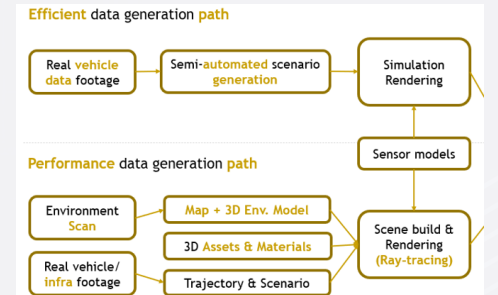 Efficient data generation path
Real vehicle
data footage
Semi-automated scenario
generation
Simulation
Rendering
Sensor models
Performance data generation path
Environment
Scan
Map + 3D Env. Model
3D Assets & Materials
Scene build &
Rendering
(Ray-tracing)
Real vehicle/
infra footage
Trajectory & Scenario